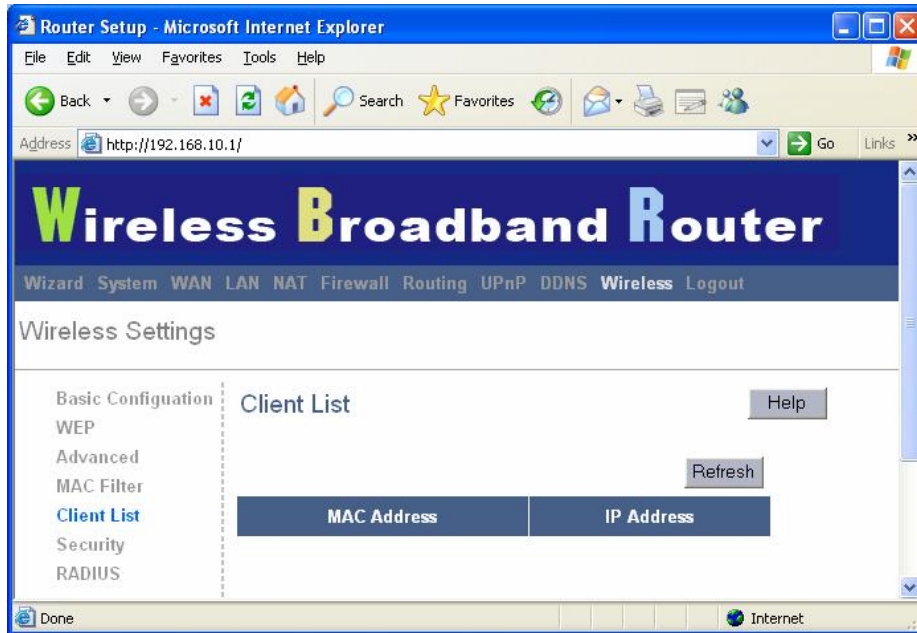 Router Setup - Microsoft Internet Explorer
File Edit View Favorites Tools Help
Back Search Favorites
Address http://192.168.10.1/ Go Links »
Wireless Broadband Router
Wizard System WAN LAN NAT Firewall Routing UPnP DDNS Wireless Logout
Wireless Settings
Basic Configuation
WEP
Advanced
MAC Filter
Client List
Security
RADIUS
Client List Help
Refresh
MAC Address IP Address
Done Internet